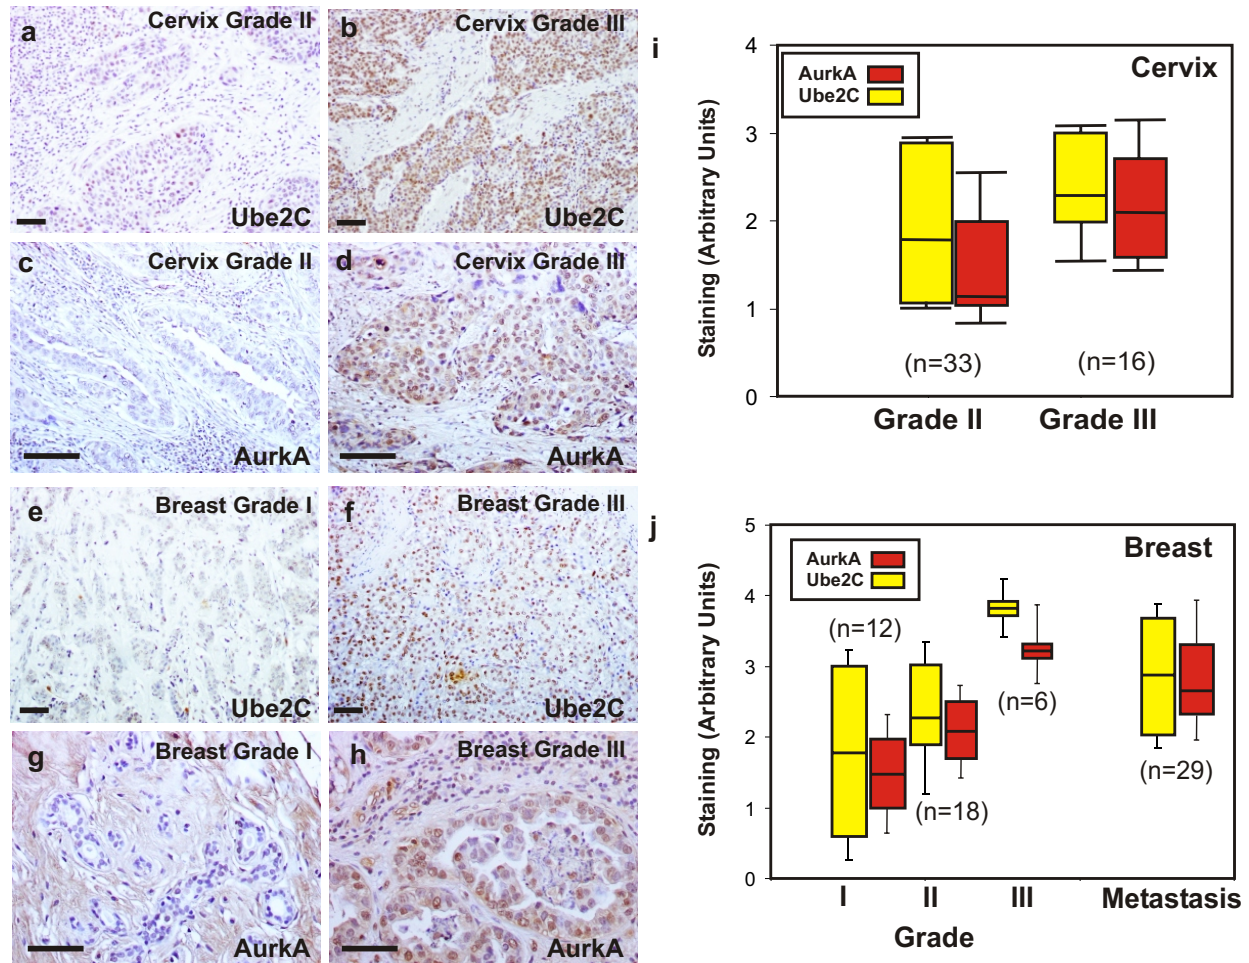 a
Cervix Grade II
Ube2C
b
Cervix Grade III
Ube2C
c
Cervix Grade II
AurkA
d
Cervix Grade III
AurkA
e
Breast Grade I
Ube2C
f
Breast Grade III
Ube2C
g
Breast Grade I
AurkA
h
Breast Grade III
AurkA
i
Cervix
AurkA
Ube2C
Staining (Arbitrary Units)
4
3
2
1
0
(n=33)
(n=16)
Grade II
Grade III
j
Breast
AurkA
Ube2C
Staining (Arbitrary Units)
5
4
3
2
1
0
(n=12)
(n=18)
(n=6)
(n=29)
I
II
III
Metastasis
Grade